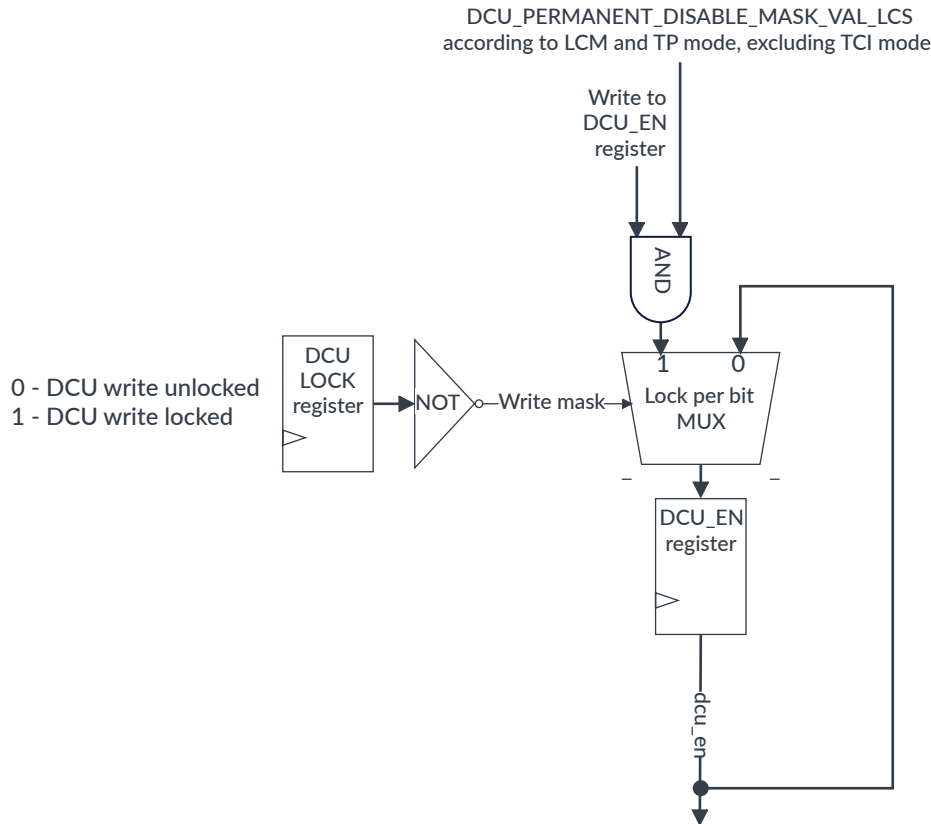 DCU_PERMANENT_DISABLE_MASK_VAL_LCS
according to LCM and TP mode, excluding TCI mode
Write to
DCU_EN
register
AND
0 - DCU write unlocked
1 - DCU write locked
DCU
LOCK
register
NOT
Write mask
1
0
Lock per bit
MUX
DCU_EN
register
dcu_en